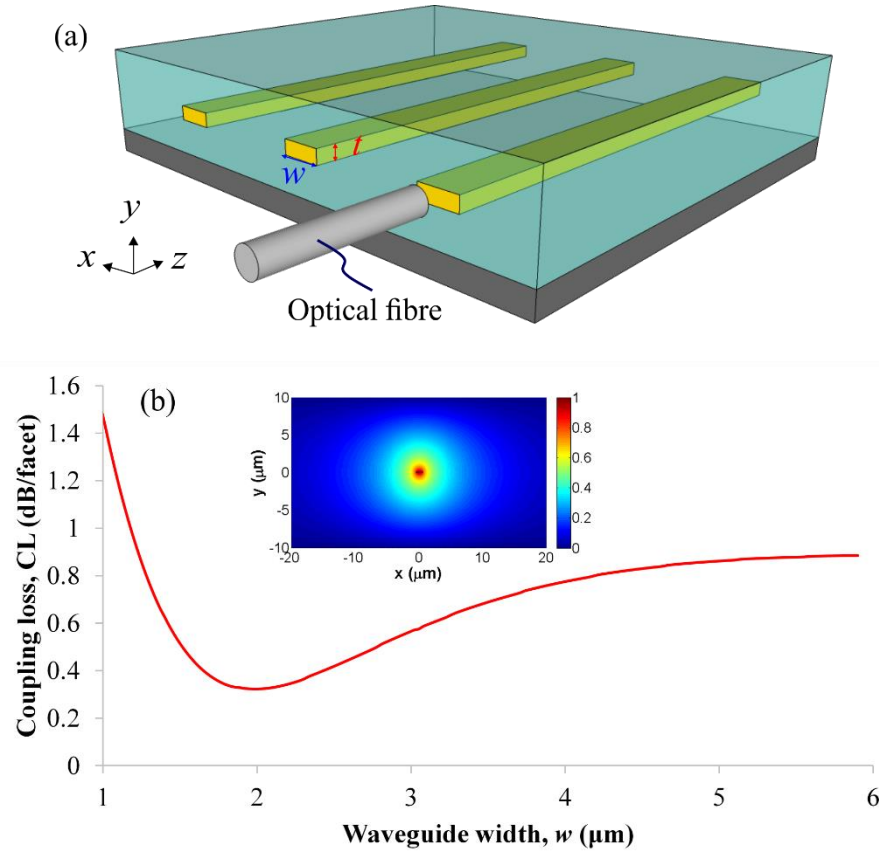 (a)
t
w
y
x
z
Optical fibre
(b)
1.6
1.4
1.2
1
0.8
0.6
0.4
0.2
0
Coupling loss, CL (dB/facet)
10
5
0
-5
-10
y (μm)
-20
-10
0
10
20
x (μm)
1
0.8
0.6
0.4
0.2
0
1
2
3
4
5
6
Waveguide width, w (μm)